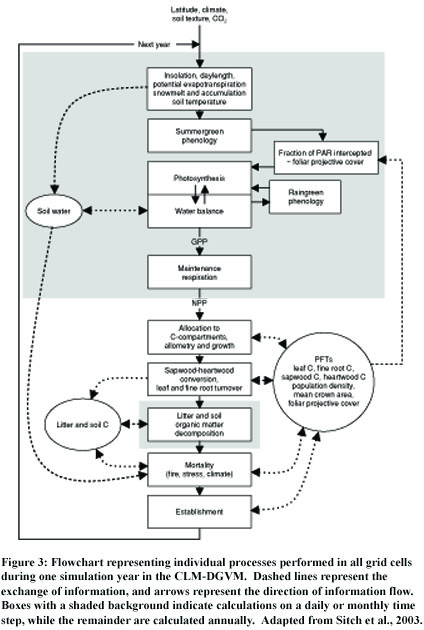 Latitude, climate,
soil texture, CO2
Next year
Insolation, daylength,
potential evapotranspiration
snowmelt and accumulation
soil temperature
Summergreen
phenology
Fraction of PAR intercepted
~ foliar projective cover
Photosynthesis
Raingreen
phenology
Soil water
Water balance
GPP
Maintenance
respiration
NPP
Allocation to
C-compartments,
allometry and growth
PFTs
leaf C, fine root C,
sapwood C, heartwood C
population density,
mean crown area,
foliar projective cover
Sapwood-heartwood
conversion,
leaf and fine root turnover
Litter and soil C
Litter and soil
organic matter
decomposition
Mortality
(fire, stress, climate)
Establishment
Figure 3: Flowchart representing individual processes performed in all grid cells
during one simulation year in the CLM-DGVM. Dashed lines represent the
exchange of information, and arrows represent the direction of information flow.
Boxes with a shaded background indicate calculations on a daily or monthly time
step, while the remainder are calculated annually. Adapted from Sitch et al., 2003.